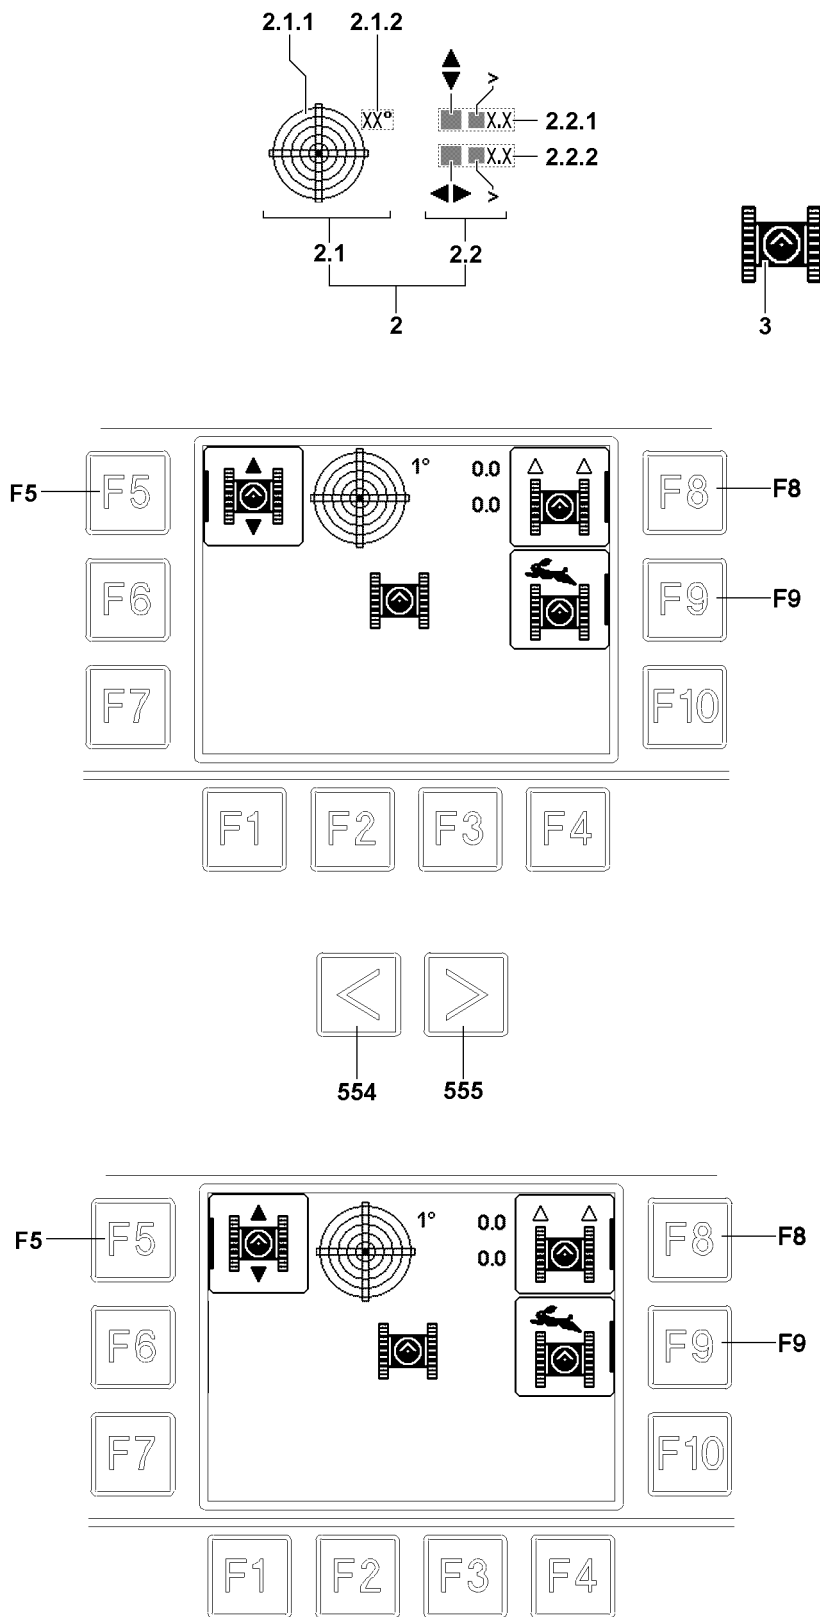 2.1.1 2.1.2
>
XX° X.X 2.2.1
X.X 2.2.2
>
2.1 2.2
2 3
F5 F5 1° 0.0 F8 F8
0.0
F6 F9 F9
F7 F10
F1 F2 F3 F4
< >
554 555
F5 F5 1° 0.0 F8 F8
0.0
F6 F9 F9
F7 F10
F1 F2 F3 F4